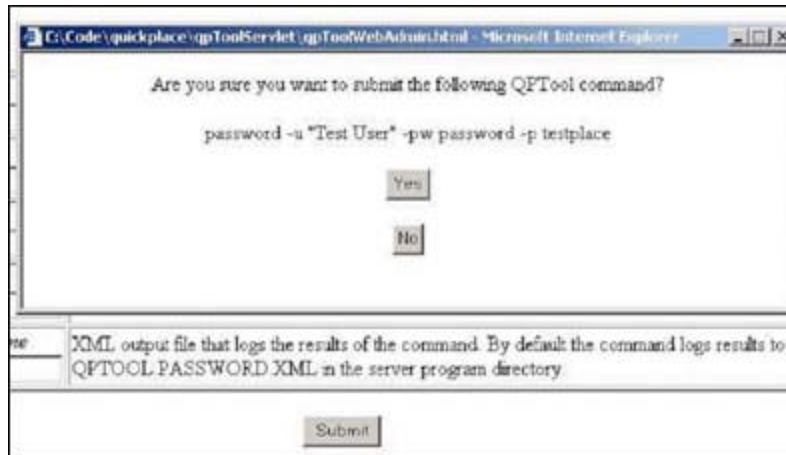 C:\Code\quickplace\qpToolServlet\qpToolWebAdmin.html - Microsoft Internet Explorer
Are you sure you want to submit the following QPTool command?
password -u "Test User" -pw password -p testplace
Yes
No
XML output file that logs the results of the command. By default the command logs results to
QPTOOL.PASSWORD.XML in the server program directory.
Submit